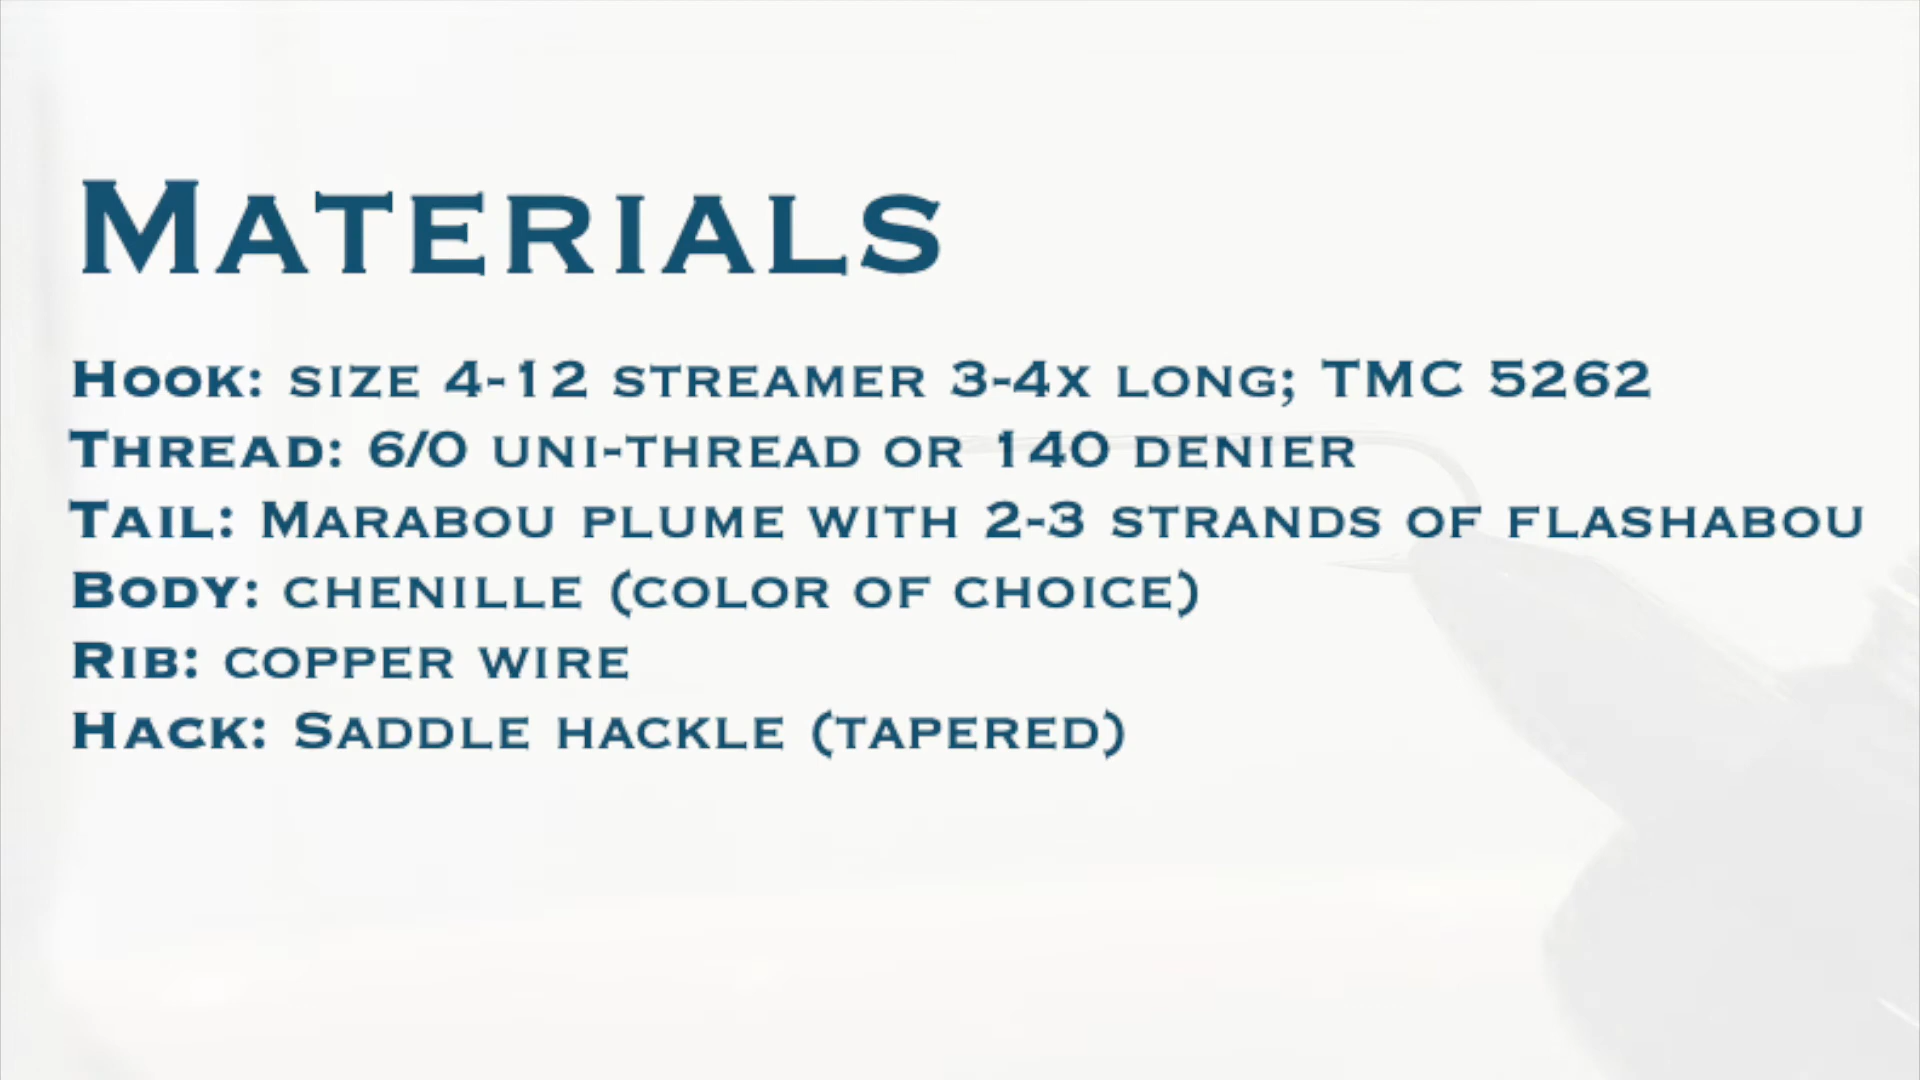 Materials
Hook: size 4-12 streamer 3-4x long; TMC 5262
Thread: 6/0 uni-thread or 140 denier
Tail: Marabou plume with 2-3 strands of flashabou
Body: chenille (color of choice)
Rib: copper wire
Hack: Saddle hackle (tapered)